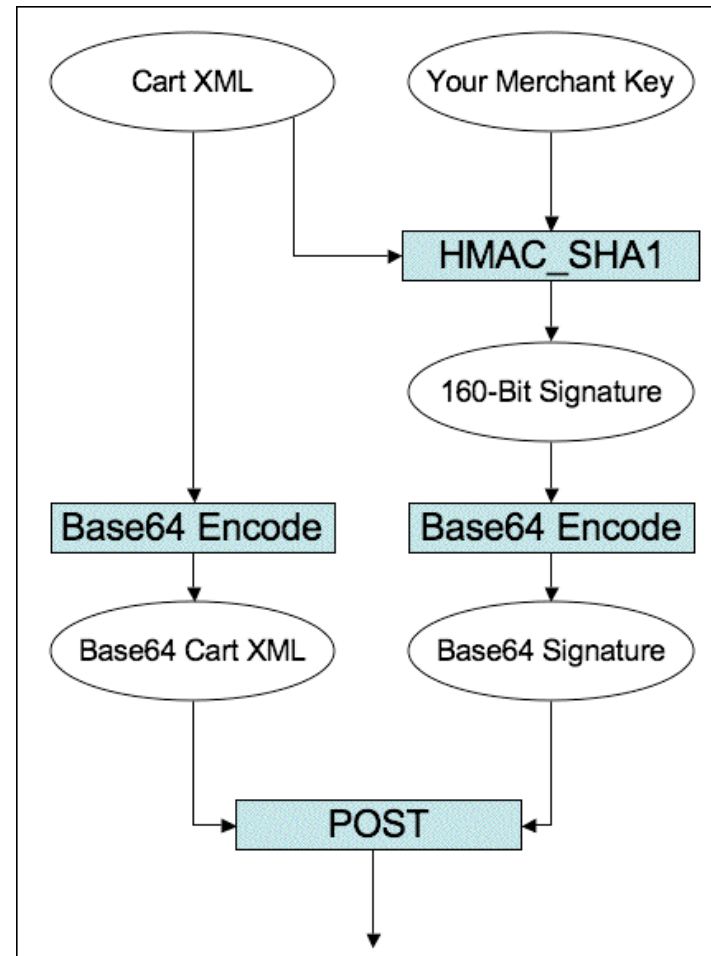 Cart XML
Your Merchant Key
HMAC_SHA1
160-Bit Signature
Base64 Encode
Base64 Encode
Base64 Cart XML
Base64 Signature
POST